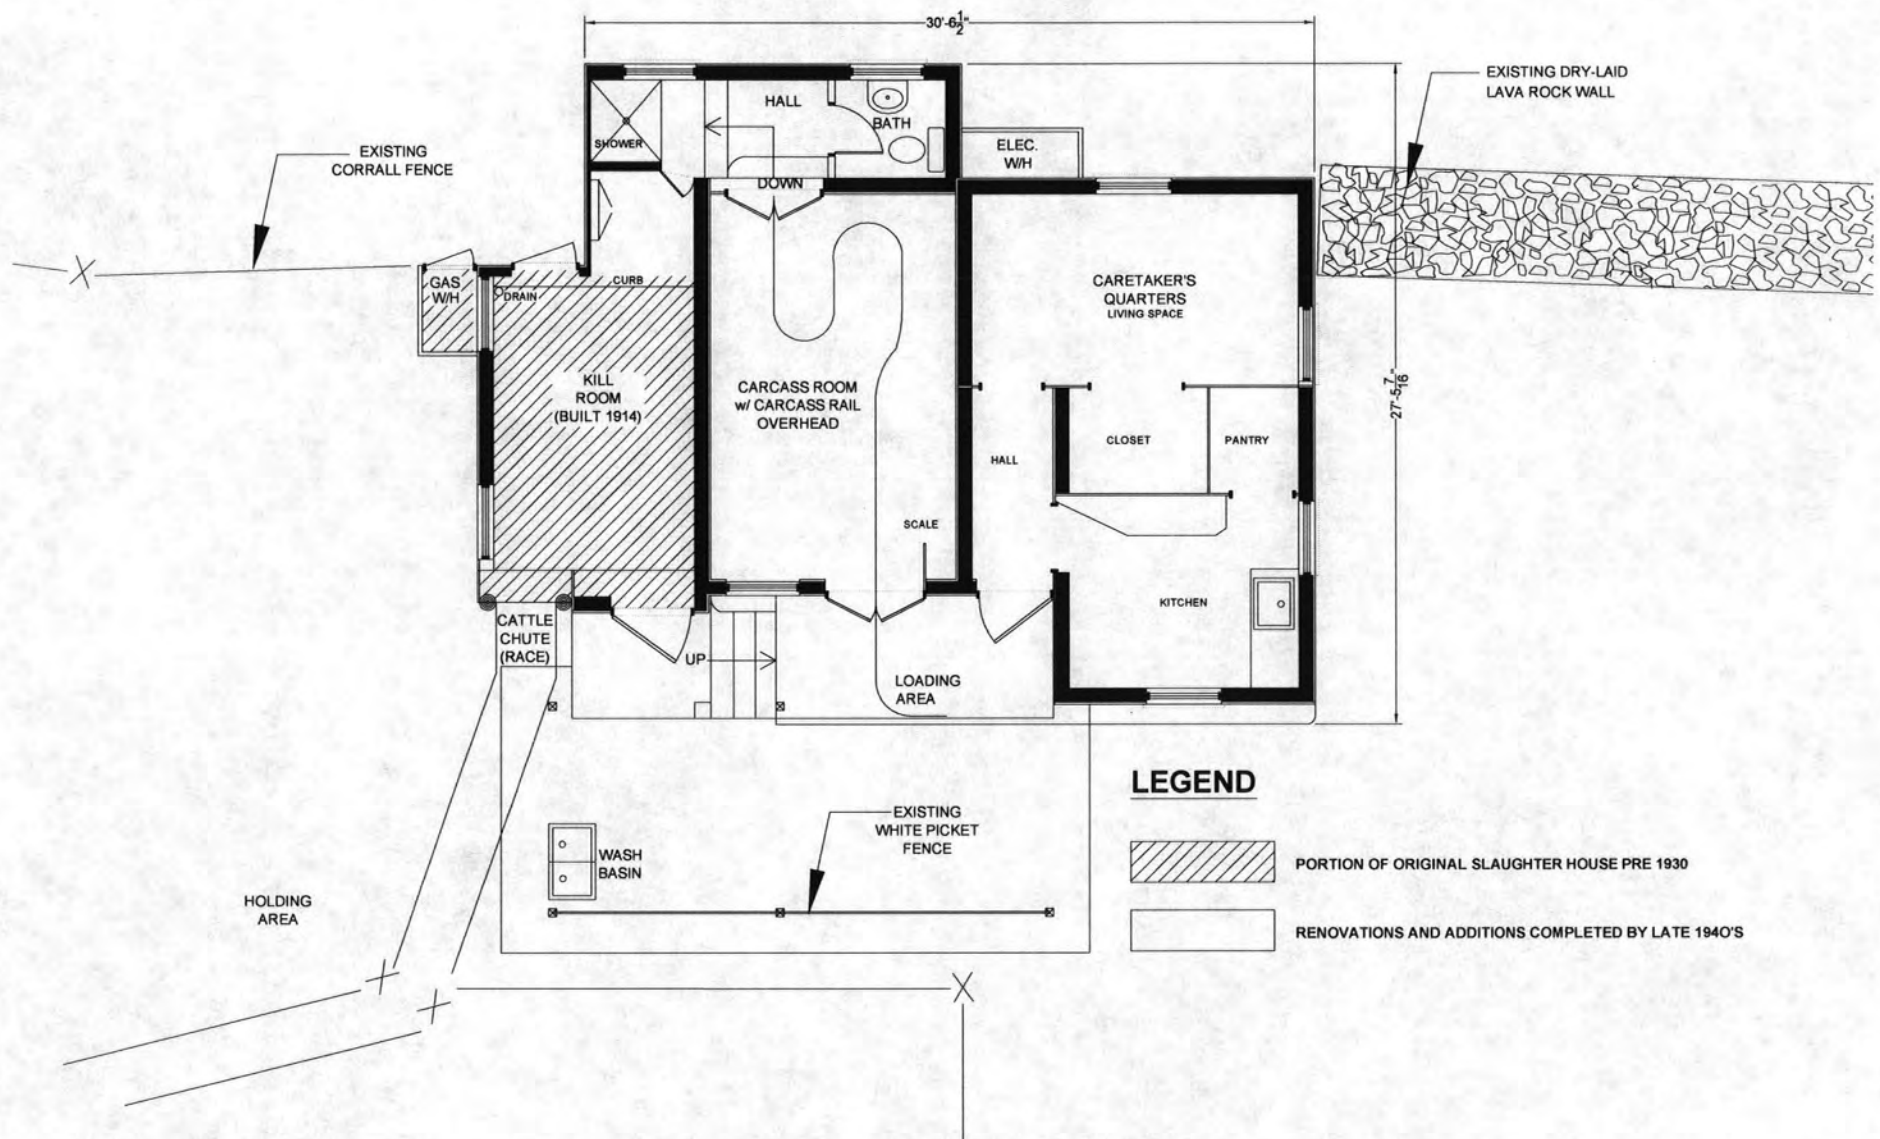 30'-6 1/2"
EXISTING DRY-LAID
LAVA ROCK WALL
HALL
BATH
SHOWER
ELEC.
W/H
EXISTING
CORRALL FENCE
DOWN
GAS
W/H
DRAIN
CURB
CARETAKER'S
QUARTERS
LIVING SPACE
KILL
ROOM
(BUILT 1914)
CARCASS ROOM
w/ CARCASS RAIL
OVERHEAD
27'-5 7/16"
CLOSET
PANTRY
HALL
SCALE
KITCHEN
CATTLE
CHUTE
(RACE)
UP
LOADING
AREA
LEGEND
EXISTING
WHITE PICKET
FENCE
WASH
BASIN
PORTION OF ORIGINAL SLAUGHTER HOUSE PRE 1930
HOLDING
AREA
RENOVATIONS AND ADDITIONS COMPLETED BY LATE 194O'S